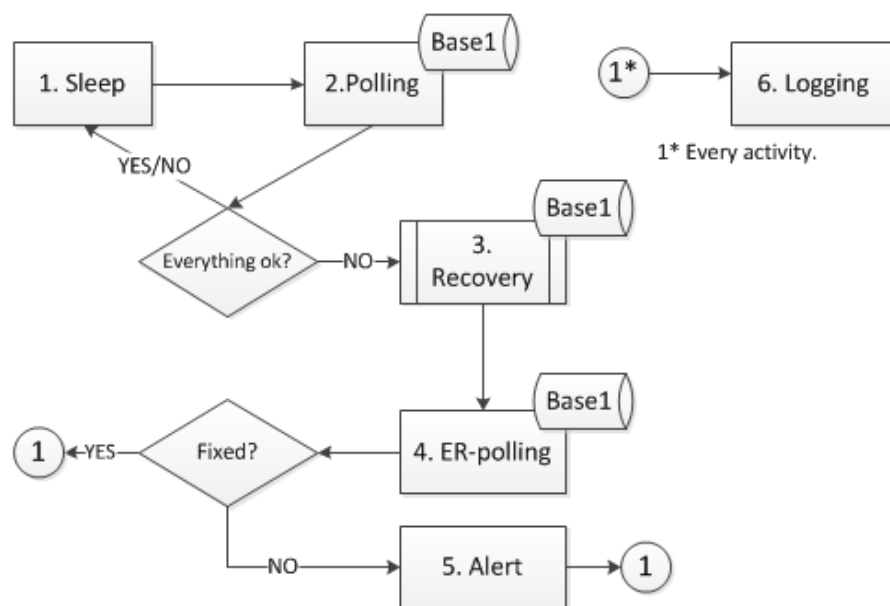 Base1
1. Sleep
2.Polling
1*
6. Logging
1* Every activity.
YES/NO
Base1
Everything ok?
NO
3.
Recovery
Base1
1
YES
Fixed?
4. ER-polling
NO
5. Alert
1